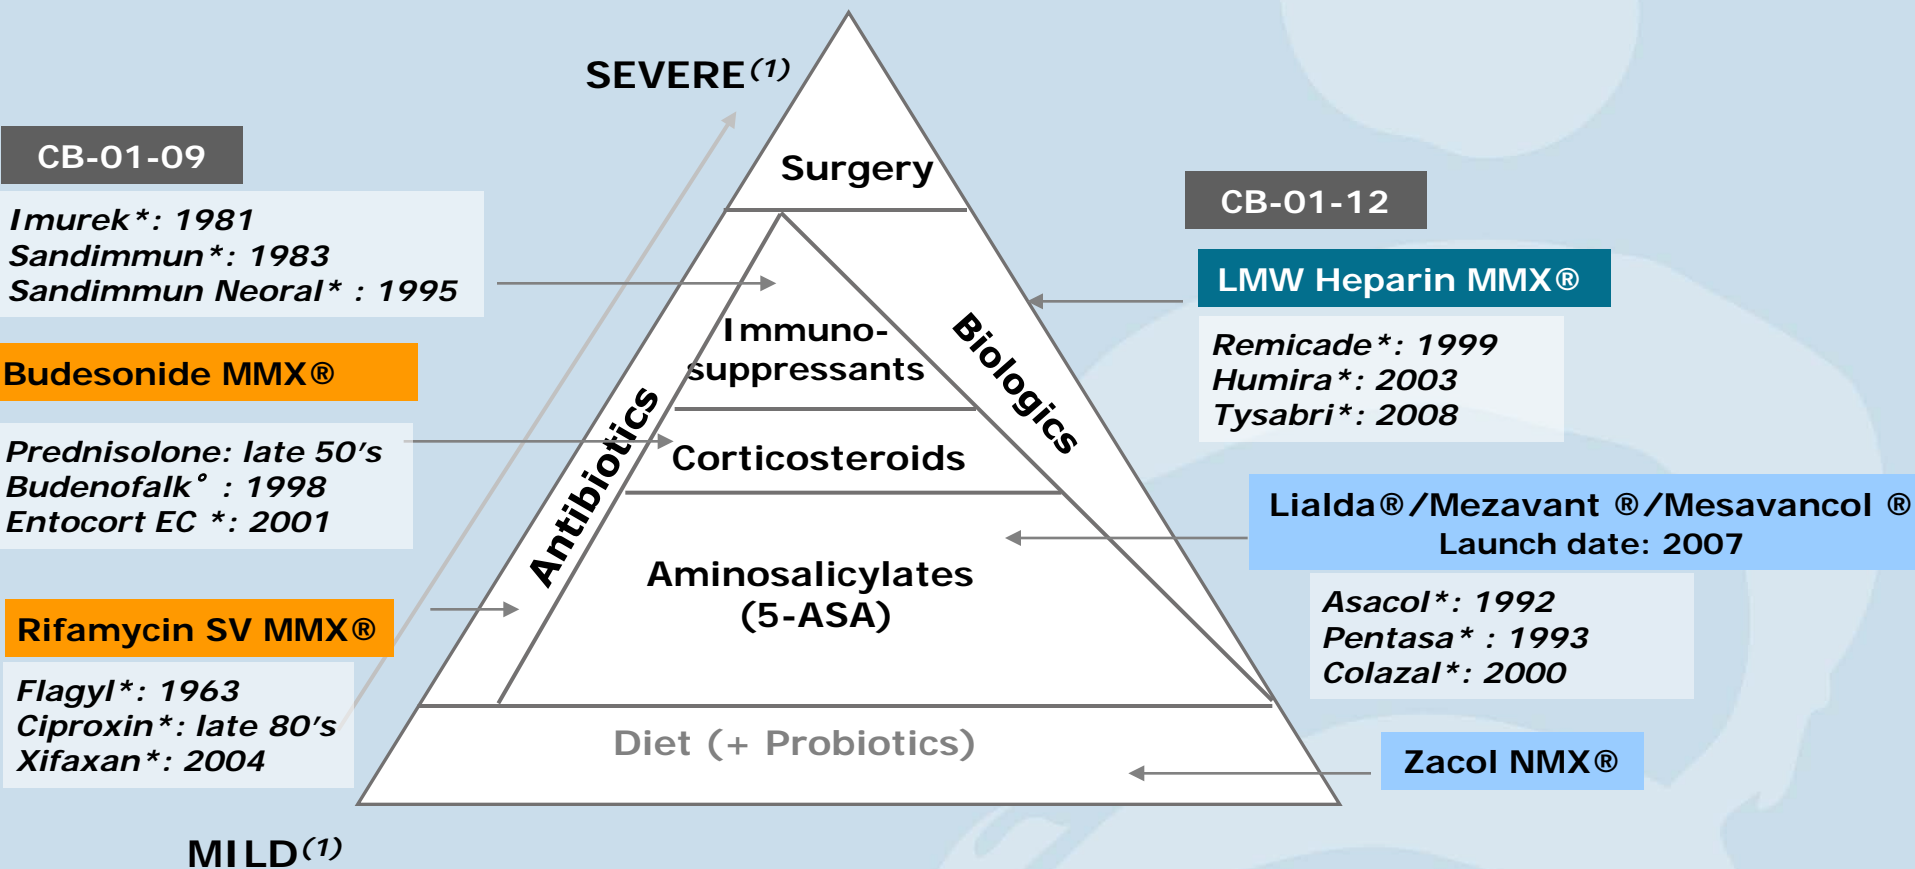 SEVERE(1)
CB-01-09
Imurek*: 1981
Sandimmun*: 1983
Sandimmun Neoral* : 1995
Budesonide MMX®
Prednisolone: late 50's
Budenofalk° : 1998
Entocort EC *: 2001
Rifamycin SV MMX®
Flagyl*: 1963
Ciproxin*: late 80's
Xifaxan*: 2004
MILD(1)
Surgery
Immuno-
suppressants
Corticosteroids
Aminosalicylates
(5-ASA)
Diet (+ Probiotics)
Antibiotics
Biologics
CB-01-12
LMW Heparin MMX®
Remicade*: 1999
Humira*: 2003
Tysabri*: 2008
Lialda®/Mezavant ®/Mesavancol ®
Launch date: 2007
Asacol*: 1992
Pentasa* : 1993
Colazal*: 2000
Zacol NMX®